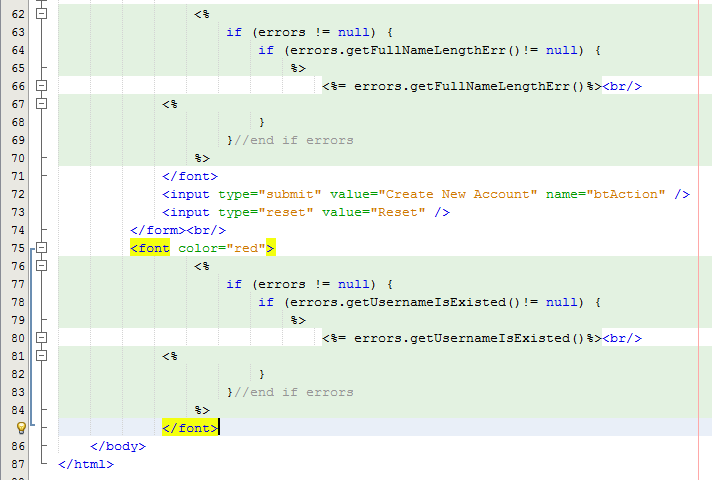 62 <%
63 if (errors != null) {
64 if (errors.getFullNameLengthErr()!= null) {
65 %>
66 <%= errors.getFullNameLengthErr()%><br/>
67 <%
68 }
69 }//end if errors
70 %>
71 </font>
72 <input type="submit" value="Create New Account" name="btAction" />
73 <input type="reset" value="Reset" />
74 </form><br/>
75 <font color="red">
76 <%
77 if (errors != null) {
78 if (errors.getUsernameIsExisted()!= null) {
79 %>
80 <%= errors.getUsernameIsExisted()%><br/>
81 <%
82 }
83 }//end if errors
84 %>
</font>
86 </body>
87 </html>